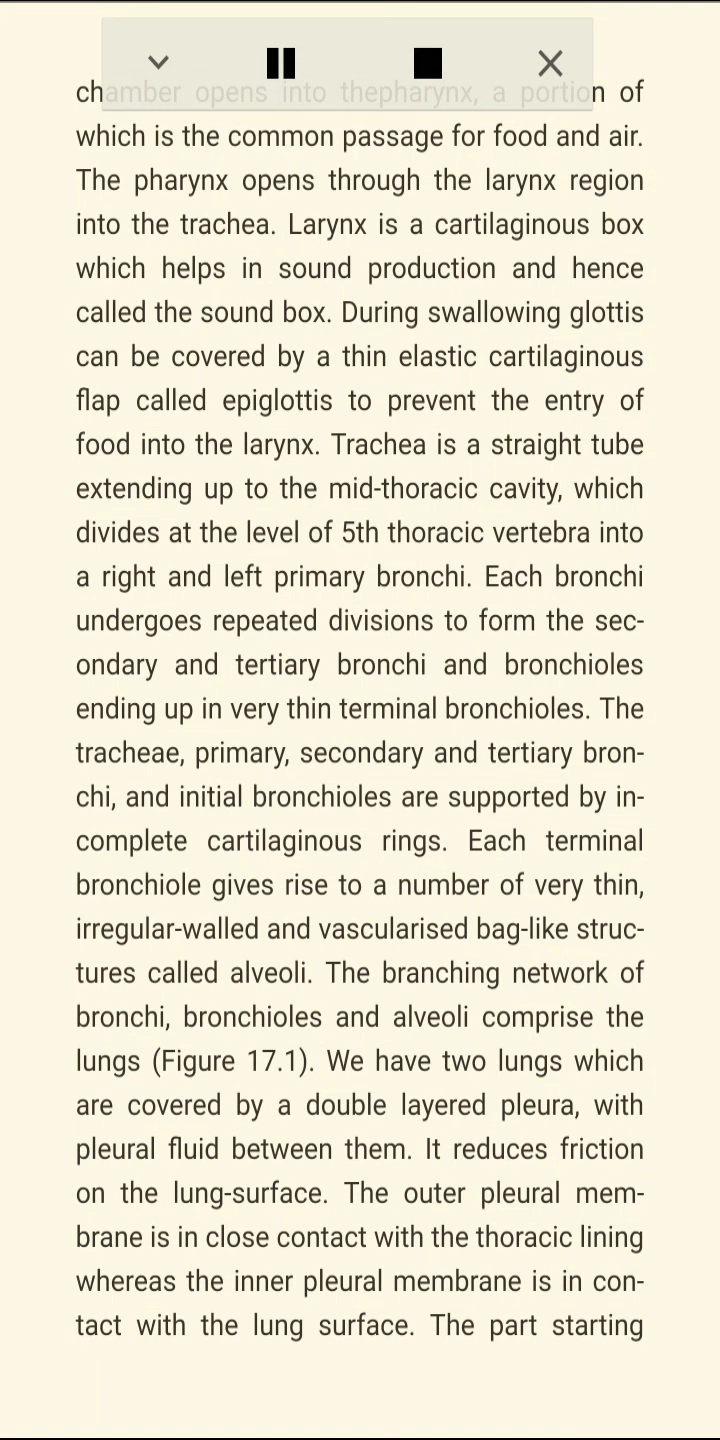 chamber opens into thepharynx, a portion of
which is the common passage for food and air.
The pharynx opens through the larynx region
into the trachea. Larynx is a cartilaginous box
which helps in sound production and hence
called the sound box. During swallowing glottis
can be covered by a thin elastic cartilaginous
flap called epiglottis to prevent the entry of
food into the larynx. Trachea is a straight tube
extending up to the mid-thoracic cavity, which
divides at the level of 5th thoracic vertebra into
a right and left primary bronchi. Each bronchi
undergoes repeated divisions to form the sec-
ondary and tertiary bronchi and bronchioles
ending up in very thin terminal bronchioles. The
tracheae, primary, secondary and tertiary bron-
chi, and initial bronchioles are supported by in-
complete cartilaginous rings. Each terminal
bronchiole gives rise to a number of very thin,
irregular-walled and vascularised bag-like struc-
tures called alveoli. The branching network of
bronchi, bronchioles and alveoli comprise the
lungs (Figure 17.1). We have two lungs which
are covered by a double layered pleura, with
pleural fluid between them. It reduces friction
on the lung-surface. The outer pleural mem-
brane is in close contact with the thoracic lining
whereas the inner pleural membrane is in con-
tact with the lung surface. The part starting